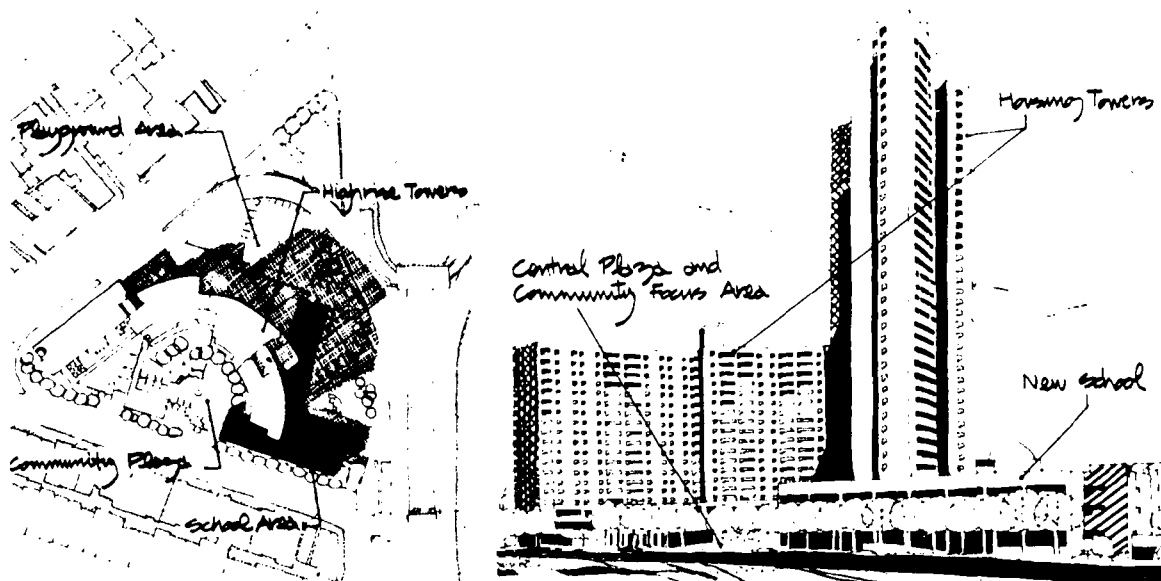 Playground Area
Highrise Towers
Community Plaza
School Area
Housing Towers
Central Plaza and
Community Focus Area
New School